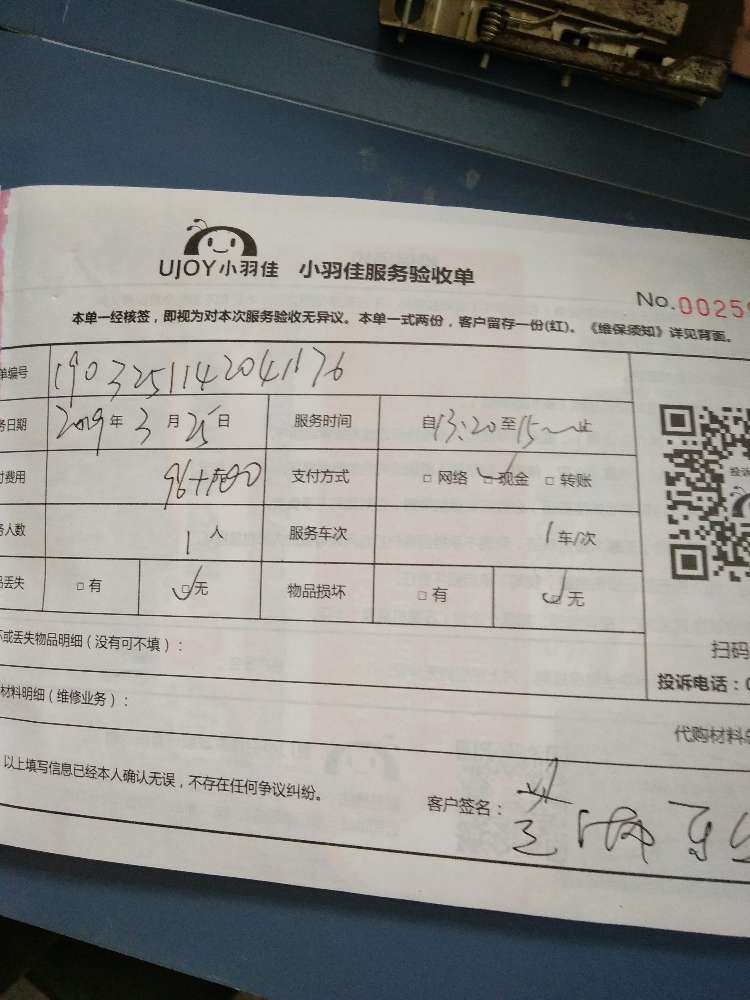 UJOY小羽佳 小羽佳服务验收单
No.0025
本单一经核签，即视为对本次服务验收无异议。本单一式两份，客户留存一份(红)。《维保须知》详见背面。
单编号 190325114204176
务日期 2019年3月25日 服务时间 自13:20至15 止
付费用 支付方式 □网络 □现金 □转账
务人数 1人 服务车次 1车/次
品丢失 □有 □无 物品损坏 □有 □无
坏或丢失物品明细（没有可不填）：
扫码
投诉电话：0
材料明细（维修业务）：
代购材料总
以上填写信息已经本人确认无误，不存在任何争议纠纷。
客户签名：